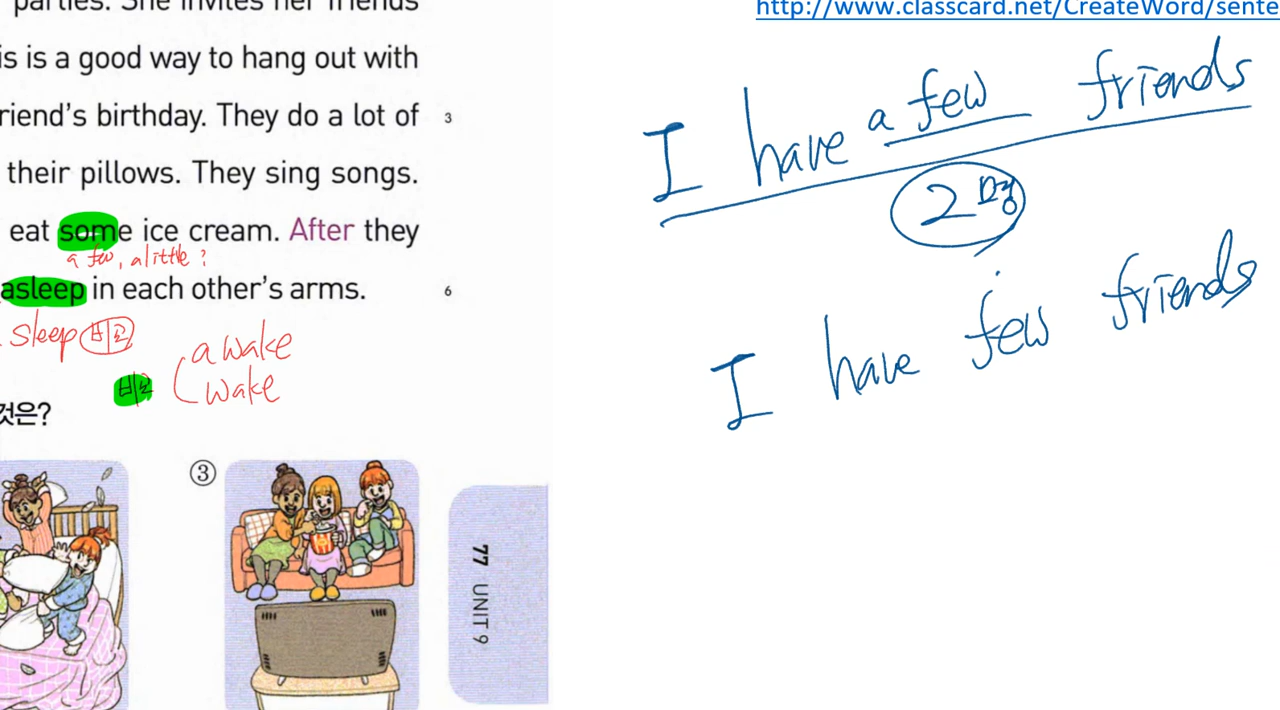 parties. She invites her friends
is is a good way to hang out with
riend's birthday. They do a lot of 3
their pillows. They sing songs.
eat some ice cream. After they
a few, a little?
asleep in each other's arms. 6
sleep 비교
awake
비교 wake
것은?
③
77 UNIT 9
http://www.classcard.net/CreateWord/sente
I have a few friends
2명
I have few friends